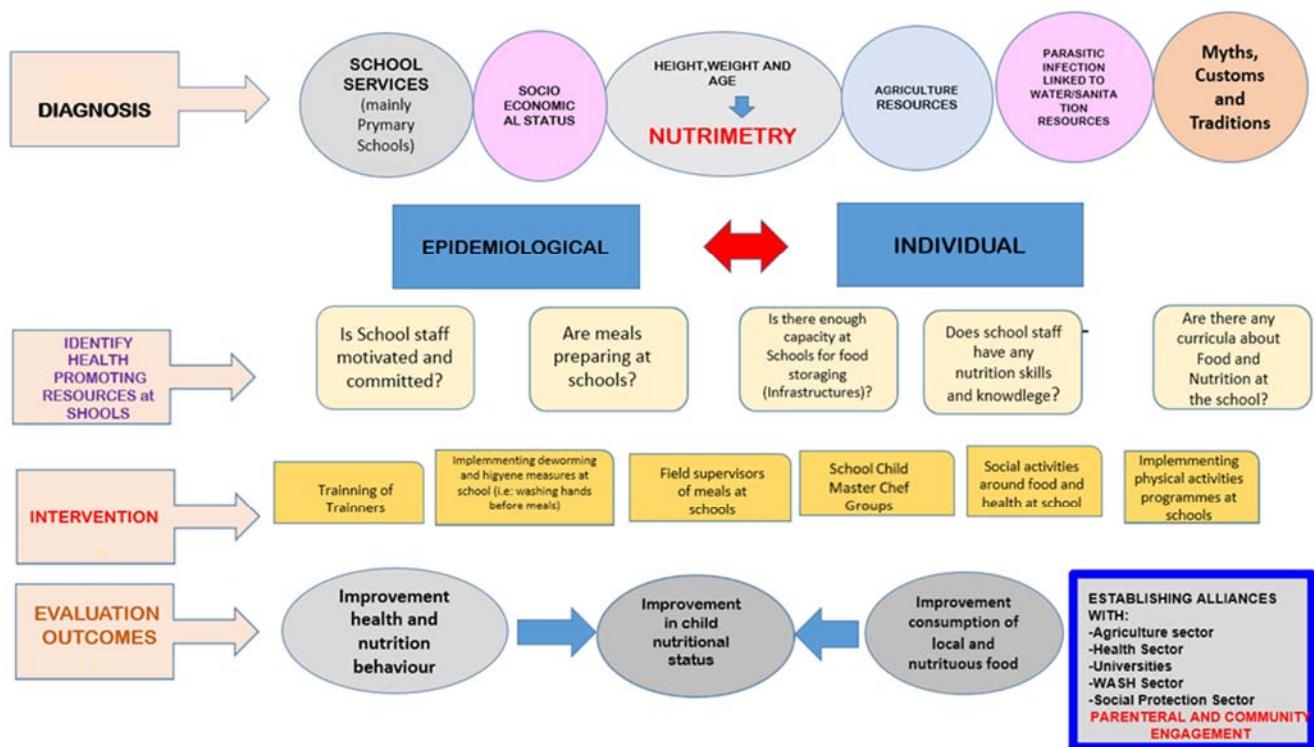 DIAGNOSIS
SCHOOL
SERVICES
(mainly
Prymary
Schools)
SOCIO
ECONOMIC
AL STATUS
HEIGHT,WEIGHT AND
AGE
NUTRIMETRY
AGRICULTURE
RESOURCES
PARASITIC
INFECTION
LINKED TO
WATER/SANITA
TION
RESOURCES
Myths,
Customs
and
Traditions
EPIDEMIOLOGICAL
INDIVIDUAL
IDENTIFY
HEALTH
PROMOTING
RESOURCES at
SHOOLS
Is School staff
motivated and
committed?
Are meals
preparing at
schools?
Is there enough
capacity at
Schools for food
storaging
(Infrastructures)?
Does school staff
have any
nutrition skills
and knowdlege?
Are there any
curricula about
Food and
Nutrition at
the school?
INTERVENTION
Trainning of
Trainners
Implemmenting deworming
and higyene measures at
school (i.e: washing hands
before meals)
Field supervisors
of meals at
schools
School Child
Master Chef
Groups
Social activities
around food and
health at school
Implemmenting
physical activities
programmes at
schools
EVALUATION
OUTCOMES
Improvement
health and
nutrition
behaviour
Improvement
in child
nutritional
status
Improvement
consumption of
local and
nutrituous food
ESTABLISHING ALLIANCES
WITH:
-Agriculture sector
-Health Sector
-Universities
-WASH Sector
-Social Protection Sector
PARENTERAL AND COMMUNITY
ENGAGEMENT